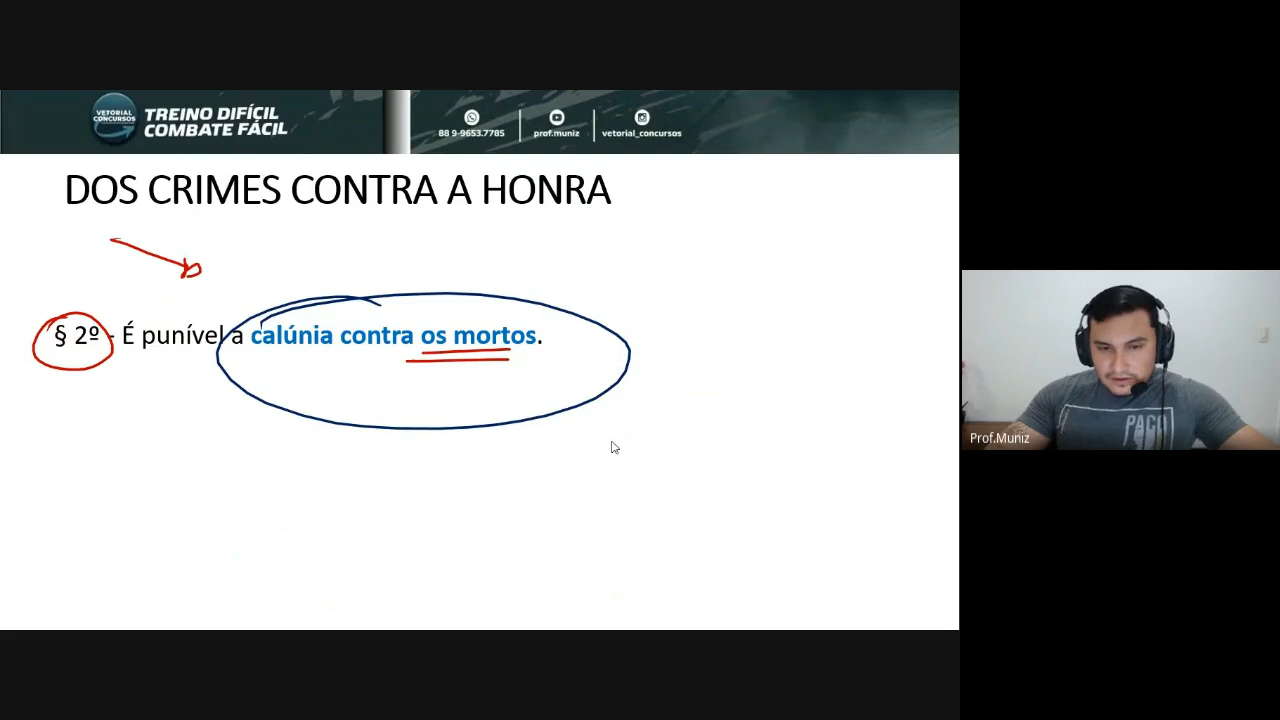 VETORIAL
CONCURSOS
TREINO DIFÍCIL
COMBATE FÁCIL
88 9-9653.7785
prof.muniz
vetorial_concursos
DOS CRIMES CONTRA A HONRA
§ 2º - É punível a calúnia contra os mortos.
PACO
Prof.Muniz